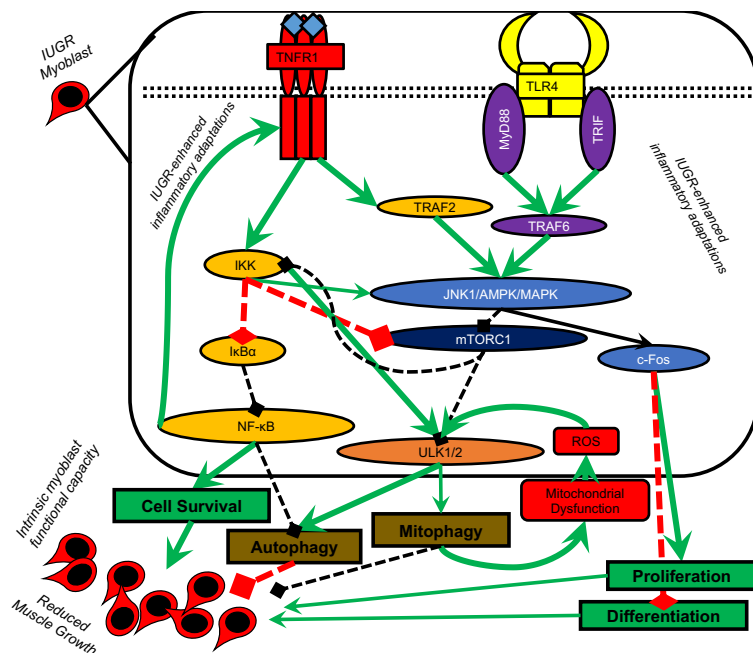 IUGR
Myoblast
TNFR1
TLR4
MyD88
TRIF
IUGR-enhanced
inflammatory adaptations
IUGR-enhanced
inflammatory adaptations
TRAF2
TRAF6
IKK
JNK1/AMPK/MAPK
mTORC1
IκBα
c-Fos
NF-κB
ULK1/2
ROS
Intrinsic myoblast
functional capacity
Cell Survival
Mitochondrial
Dysfunction
Autophagy
Mitophagy
Proliferation
Differentiation
Reduced
Muscle Growth